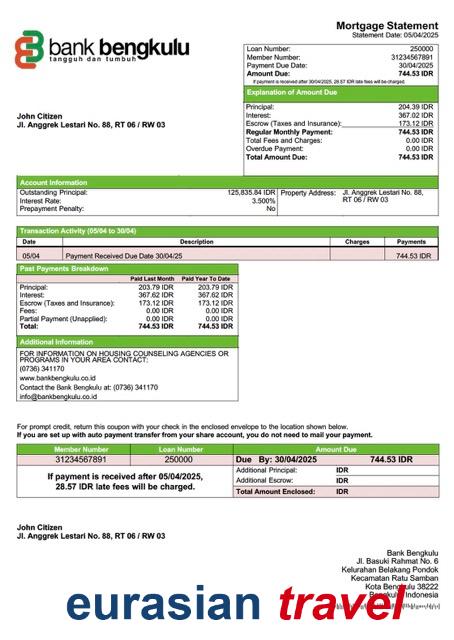 Mortgage Statement
Statement Date: 05/04/2025
bank bengkulu
tangguh dan tumbuh
Loan Number: 250000
Member Number: 31234567891
Payment Due Date: 30/04/2025
Amount Due: 744.53 IDR
If payment is received after 30/04/2025, 28.57 IDR late fees will be charged.
Explanation of Amount Due
Principal: 204.39 IDR
Interest: 367.02 IDR
Escrow (Taxes and Insurance): 173.12 IDR
Regular Monthly Payment: 744.53 IDR
Total Fees and Charges: 0.00 IDR
Overdue Payment: 0.00 IDR
Total Amount Due: 744.53 IDR
John Citizen
Jl. Anggrek Lestari No. 88, RT 06 / RW 03
Account Information
Outstanding Principal: 125,835.84 IDR
Interest Rate: 3.500%
Prepayment Penalty: No
Property Address: Jl. Anggrek Lestari No. 88,
RT 06 / RW 03
Transaction Activity (05/04 to 30/04)
Date Description Charges Payments
05/04 Payment Received Due Date 30/04/25 744.53 IDR
Past Payments Breakdown
Paid Last Month Paid Year To Date
Principal: 203.79 IDR 203.79 IDR
Interest: 367.62 IDR 367.62 IDR
Escrow (Taxes and Insurance): 173.12 IDR 173.12 IDR
Fees: 0.00 IDR 0.00 IDR
Partial Payment (Unapplied): 0.00 IDR 0.00 IDR
Total: 744.53 IDR 744.53 IDR
Additional Information
FOR INFORMATION ON HOUSING COUNSELING AGENCIES OR
PROGRAMS IN YOUR AREA CONTACT:
(0736) 341170
www.bankbengkulu.co.id
Contact the Bank Bengkulu at: (0736) 341170
info@bankbengkulu.co.id
For prompt credit, return this coupon with your check in the enclosed envelope to the location shown below.
If you are set up with auto payment transfer from your share account, you do not need to mail your payment.
Member Number Loan Number Amount Due
31234567891 250000 Due By: 30/04/2025 744.53 IDR
If payment is received after 05/04/2025,
28.57 IDR late fees will be charged.
Additional Principal: IDR
Additional Escrow: IDR
Total Amount Enclosed: IDR
John Citizen
Jl. Anggrek Lestari No. 88, RT 06 / RW 03
Bank Bengkulu
Jl. Basuki Rahmat No. 6
Kelurahan Belakang Pondok
Kecamatan Ratu Samban
Kota Bengkulu 38222
Bengkulu, Indonesia
eurasian travel